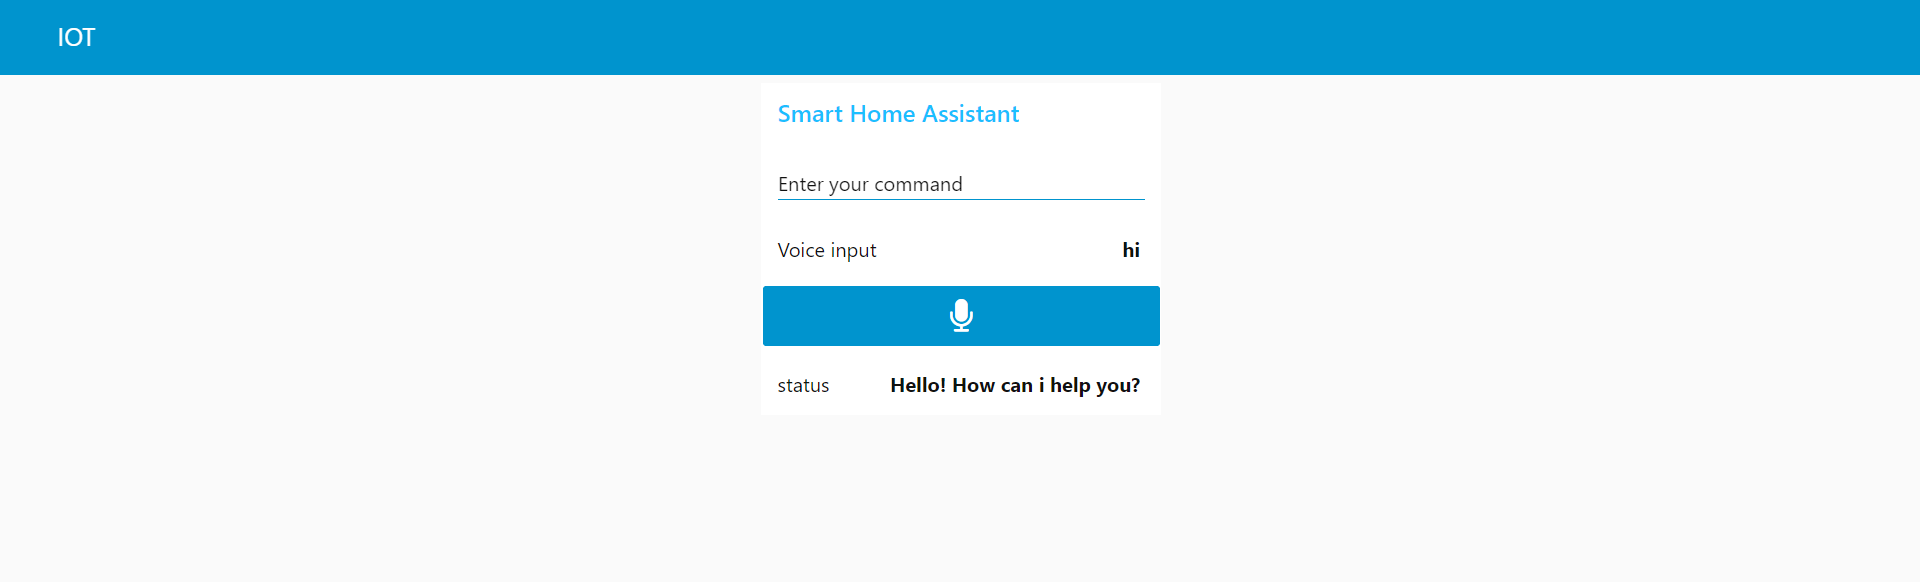 IOT
Smart Home Assistant
Enter your command
Voice input hi
status Hello! How can i help you?